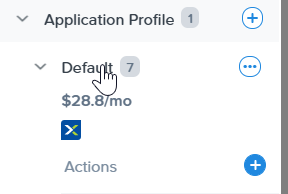 Application Profile 1
Default 7
$28.8/mo
Actions